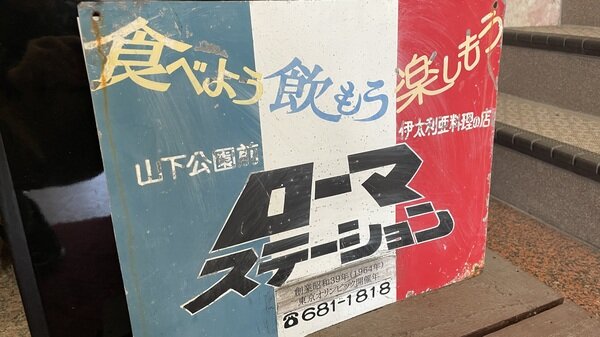 食べよう 飲もう 楽しもう
伊太利亜料理の店
山下公園前
ローマ
ステーション
創業昭和39年(1964年)
東京オリンピック開催年
☎681-1818